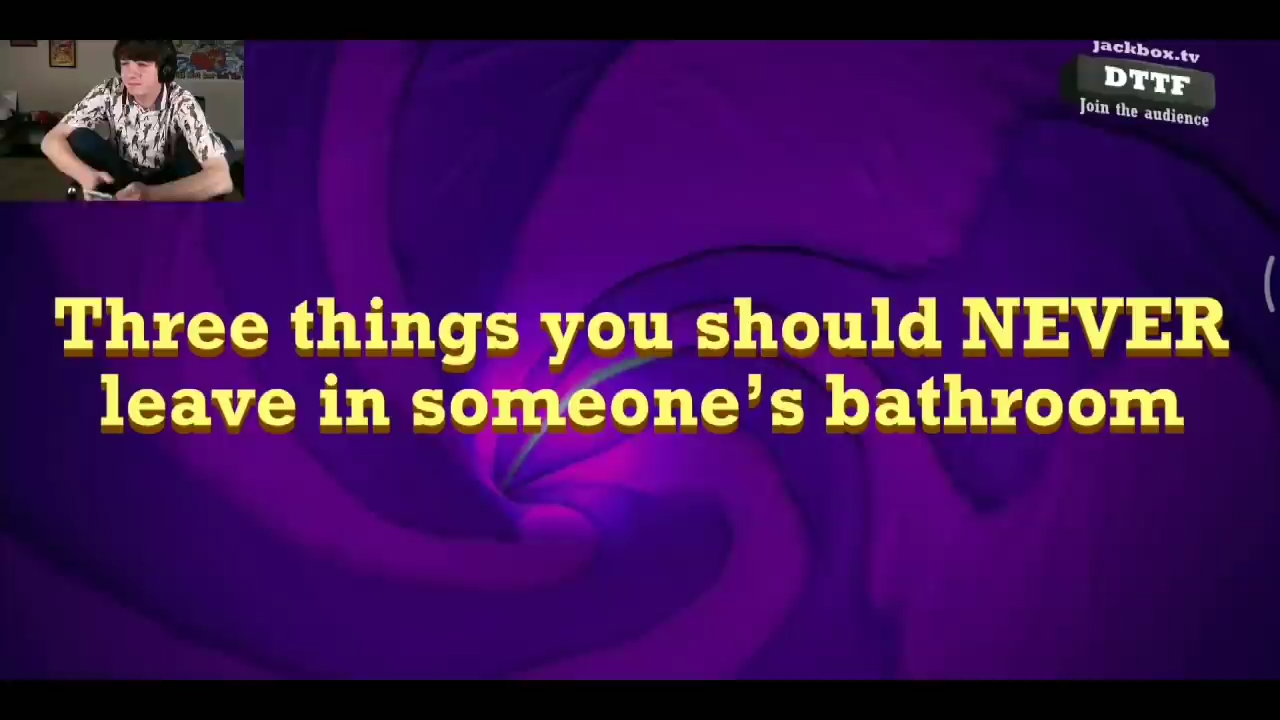 jackbox.tv
DTTF
Join the audience
Three things you should NEVER
leave in someone's bathroom